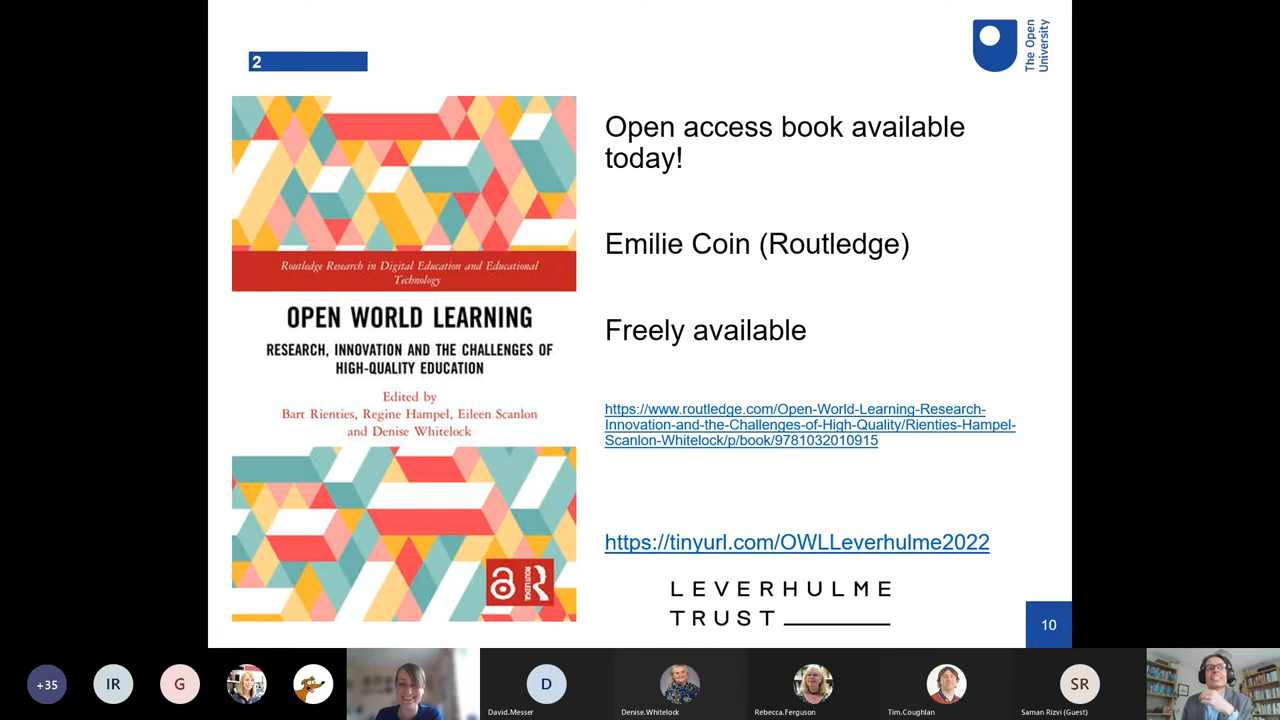 2
The Open
University
Routledge Research in Digital Education and Educational
Technology
OPEN WORLD LEARNING
RESEARCH, INNOVATION AND THE CHALLENGES OF
HIGH-QUALITY EDUCATION
Edited by
Bart Rienties, Regine Hampel, Eileen Scanlon
and Denise Whitelock
ROUTLEDGE
Open access book available
today!
Emilie Coin (Routledge)
Freely available
https://www.routledge.com/Open-World-Learning-Research-
Innovation-and-the-Challenges-of-High-Quality/Rienties-Hampel-
Scanlon-Whitelock/p/book/9781032010915
https://tinyurl.com/OWLLeverhulme2022
LEVERHULME
TRUST
10
+35
IR
G
D
David.Messer
Denise.Whitelock
Rebecca.Ferguson
Tim.Coughlan
SR
Saman Rizvi (Guest)